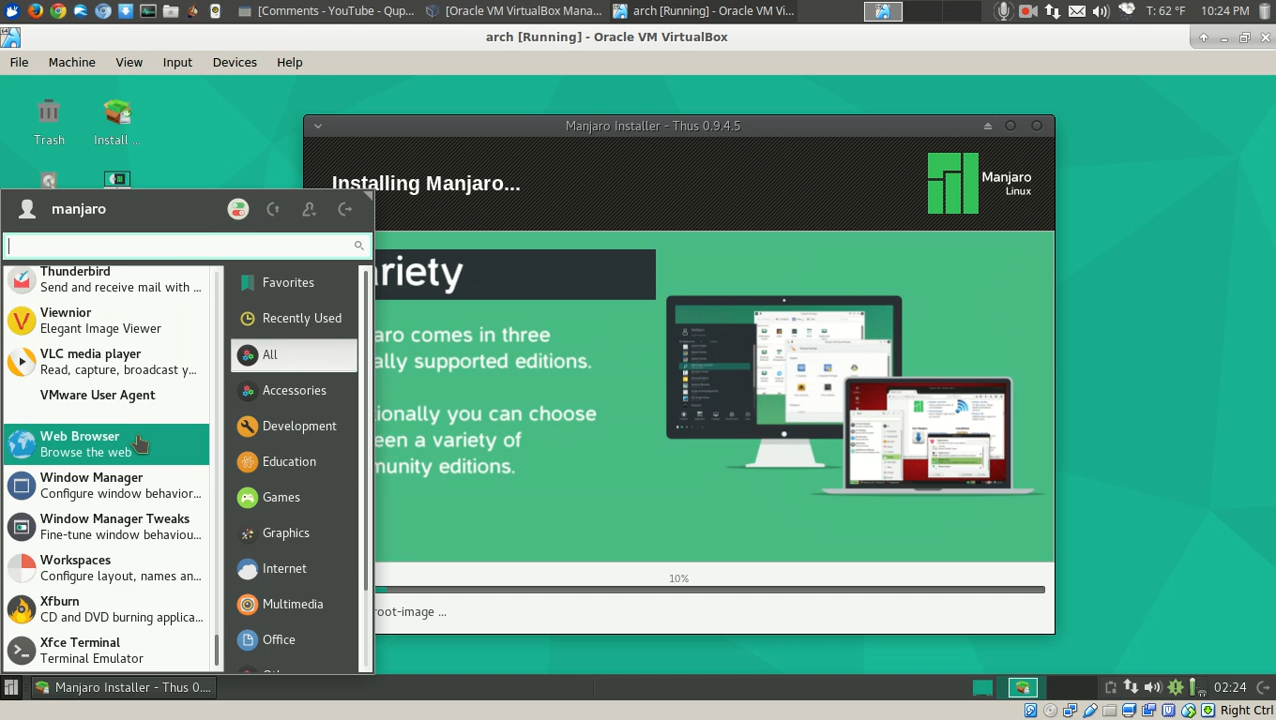 [Comments - YouTube - Qup...
[Oracle VM VirtualBox Mana...
arch [Running] - Oracle VM Vi...
T: 62 °F
10:24 PM
arch [Running] - Oracle VM VirtualBox
File Machine View Input Devices Help
Trash
Install ...
Manjaro Installer - Thus 0.9.4.5
Installing Manjaro...
Manjaro
Linux
manjaro
Thunderbird
Send and receive mail with ...
Viewnior
Elegant Image Viewer
VLC media player
Read, capture, broadcast y...
VMware User Agent
Web Browser
Browse the web
Window Manager
Configure window behavior...
Window Manager Tweaks
Fine-tune window behaviou...
Workspaces
Configure layout, names an...
Xfburn
CD and DVD burning applica...
Xfce Terminal
Terminal Emulator
Favorites
Recently Used
All
Accessories
Development
Education
Games
Graphics
Internet
Multimedia
Office
riety
aro comes in three
ally supported editions.
ionally you can choose
een a variety of
munity editions.
10%
root-image ...
Manjaro Installer - Thus 0....
02:24
Right Ctrl